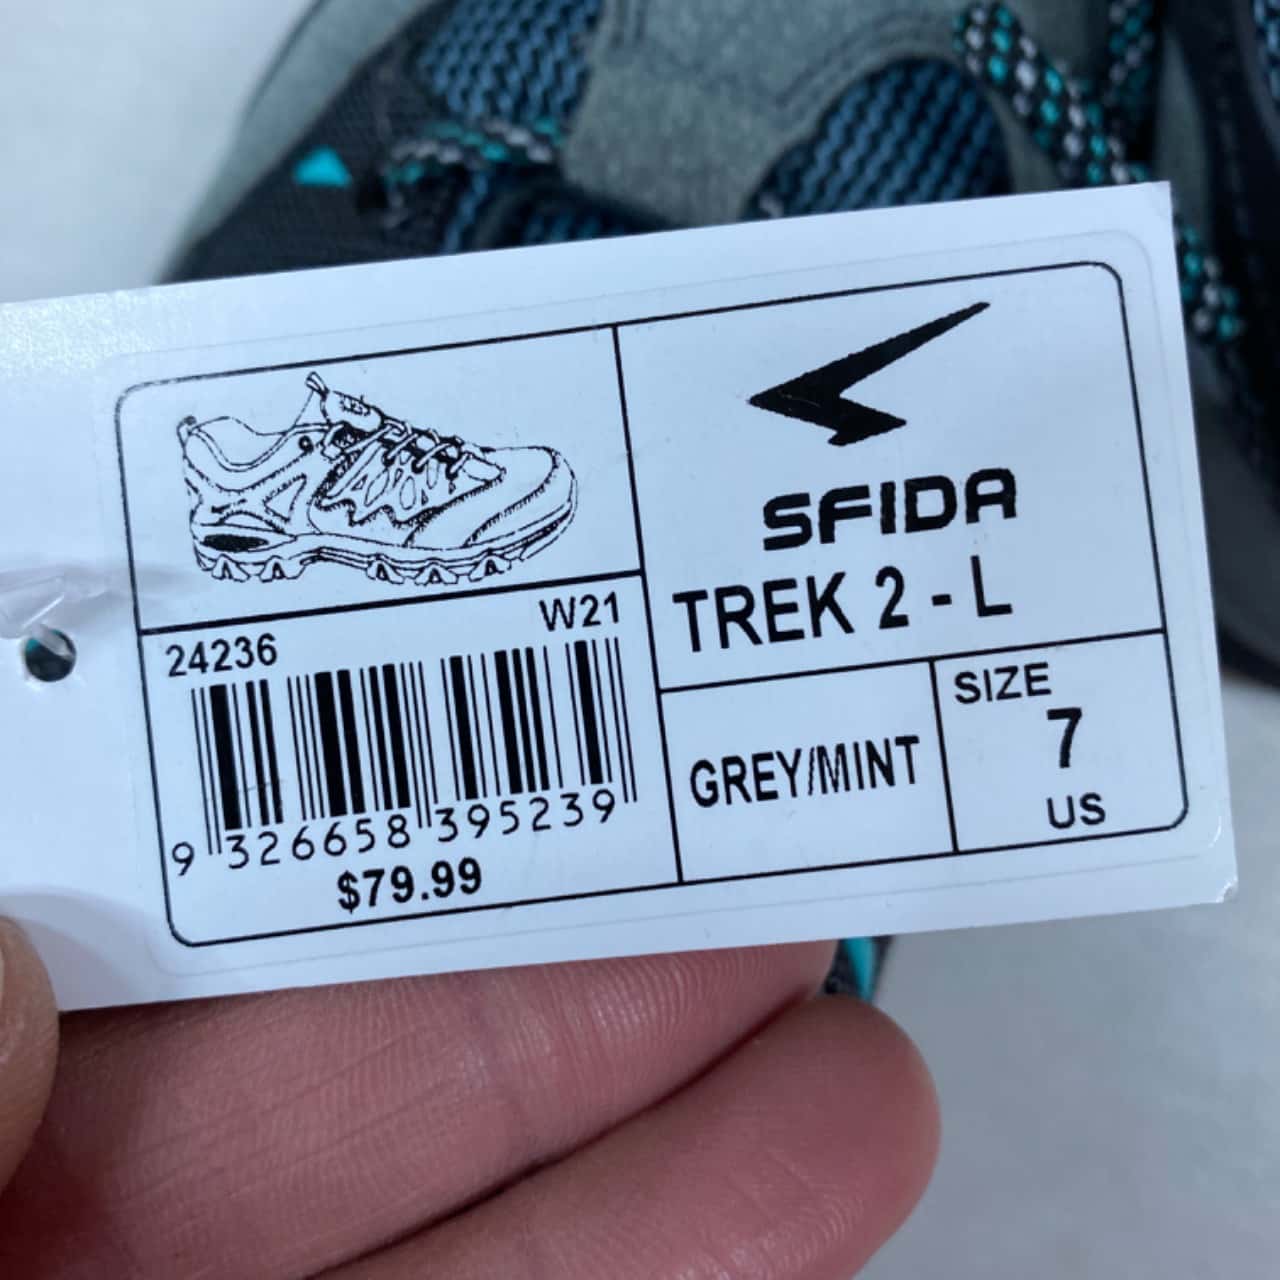 SFIDA
TREK 2 - L
24236
W21
9 326658 395239
$79.99
GREY/MINT
SIZE
7
US